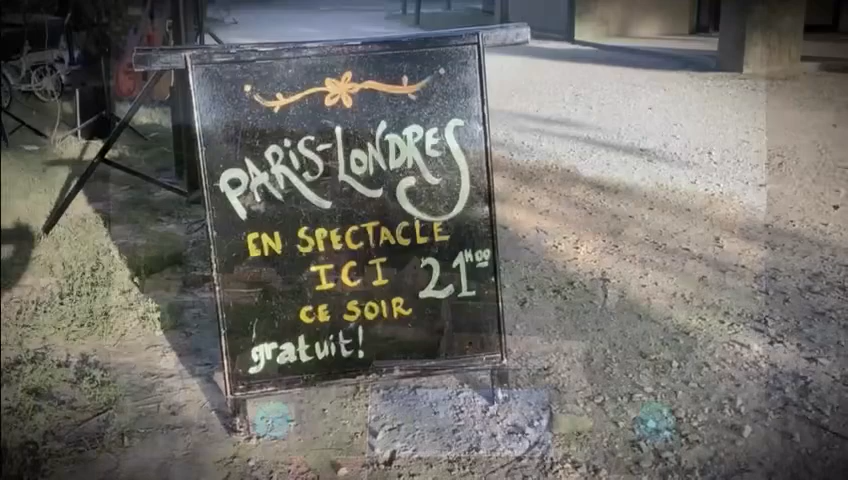 PARiS-LONDRES
EN SPECTACLE
ICI 21H00
CE SOIR
gratuit!